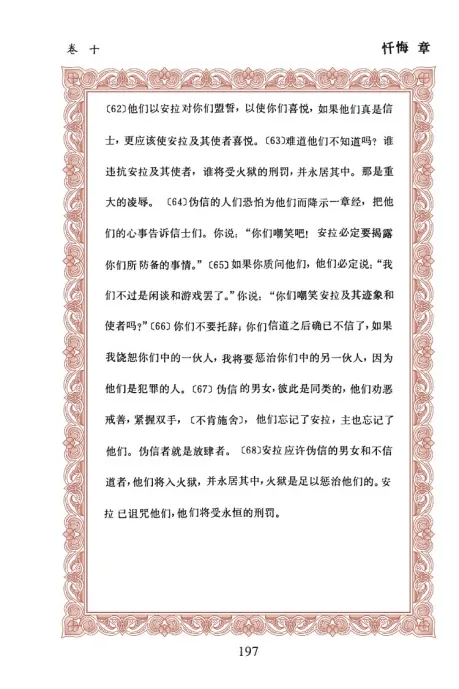 卷 十
忏悔 章
〔62〕他们以安拉对你们盟誓，以使你们喜悦，如果他们真是信
士，更应该使安拉及其使者喜悦。〔63〕难道他们不知道吗？谁
违抗安拉及其使者，谁将受火狱的刑罚，并永居其中。那是重
大的凌辱。〔64〕伪信的人们恐怕为他们而降示一章经，把他
们的心事告诉信士们。你说：“你们嘲笑吧！安拉必定要揭露
你们所防备的事情。”〔65〕如果你质问他们，他们必定说：“我
们不过是闲谈和游戏罢了。”你说：“你们嘲笑安拉及其迹象和
使者吗？”〔66〕你们不要托辞；你们信道之后确已不信了，如果
我饶恕你们中的一伙人，我将要惩治你们中的另一伙人，因为
他们是犯罪的人。〔67〕伪信的男女，彼此是同类的，他们劝恶
戒善，紧握双手，〔不肯施舍〕，他们忘记了安拉，主也忘记了
他们。伪信者就是放肆者。〔68〕安拉应许伪信的男女和不信
道者，他们将入火狱，并永居其中，火狱是足以惩治他们的。安
拉已诅咒他们，他们将受永恒的刑罚。
197